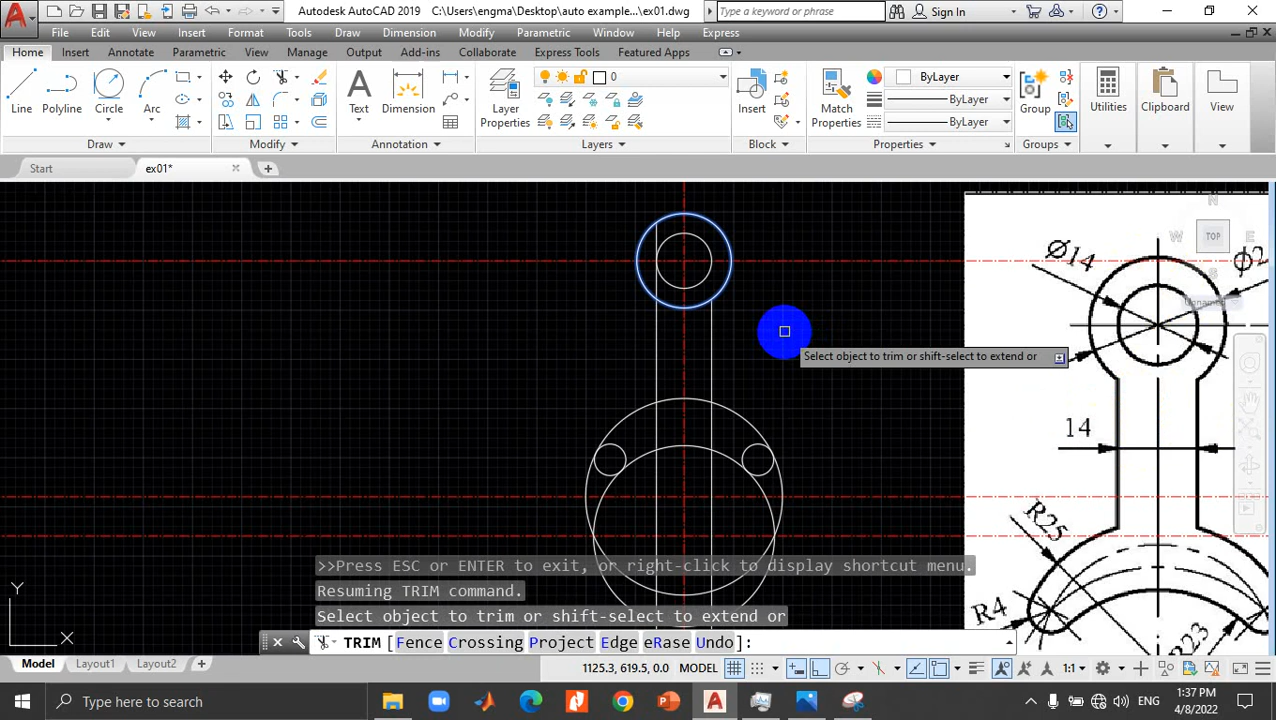 Autodesk AutoCAD 2019 C:\Users\engma\Desktop\auto example...\ex01.dwg Type a keyword or phrase Sign In
File Edit View Insert Format Tools Draw Dimension Modify Parametric Window Help Express
Home Insert Annotate Parametric View Manage Output Add-ins Collaborate Express Tools Featured Apps
0 ByLayer
ByLayer
ByLayer
Line Polyline Circle Arc Text Dimension Layer Properties Insert Match Properties Group Utilities Clipboard View
Draw Modify Annotation Layers Block Properties Groups
Start ex01*
N
W TOP E
S
Ø14
Unnamed
Select object to trim or shift-select to extend or
14
R25
R4
R23
>>Press ESC or ENTER to exit, or right-click to display shortcut menu.
Resuming TRIM command.
Select object to trim or shift-select to extend or
Y
X
TRIM [Fence Crossing Project Edge eRase Undo]:
Model Layout1 Layout2 1125.3, 619.5, 0.0 MODEL 1:1
Type here to search ENG 1:37 PM
4/8/2022